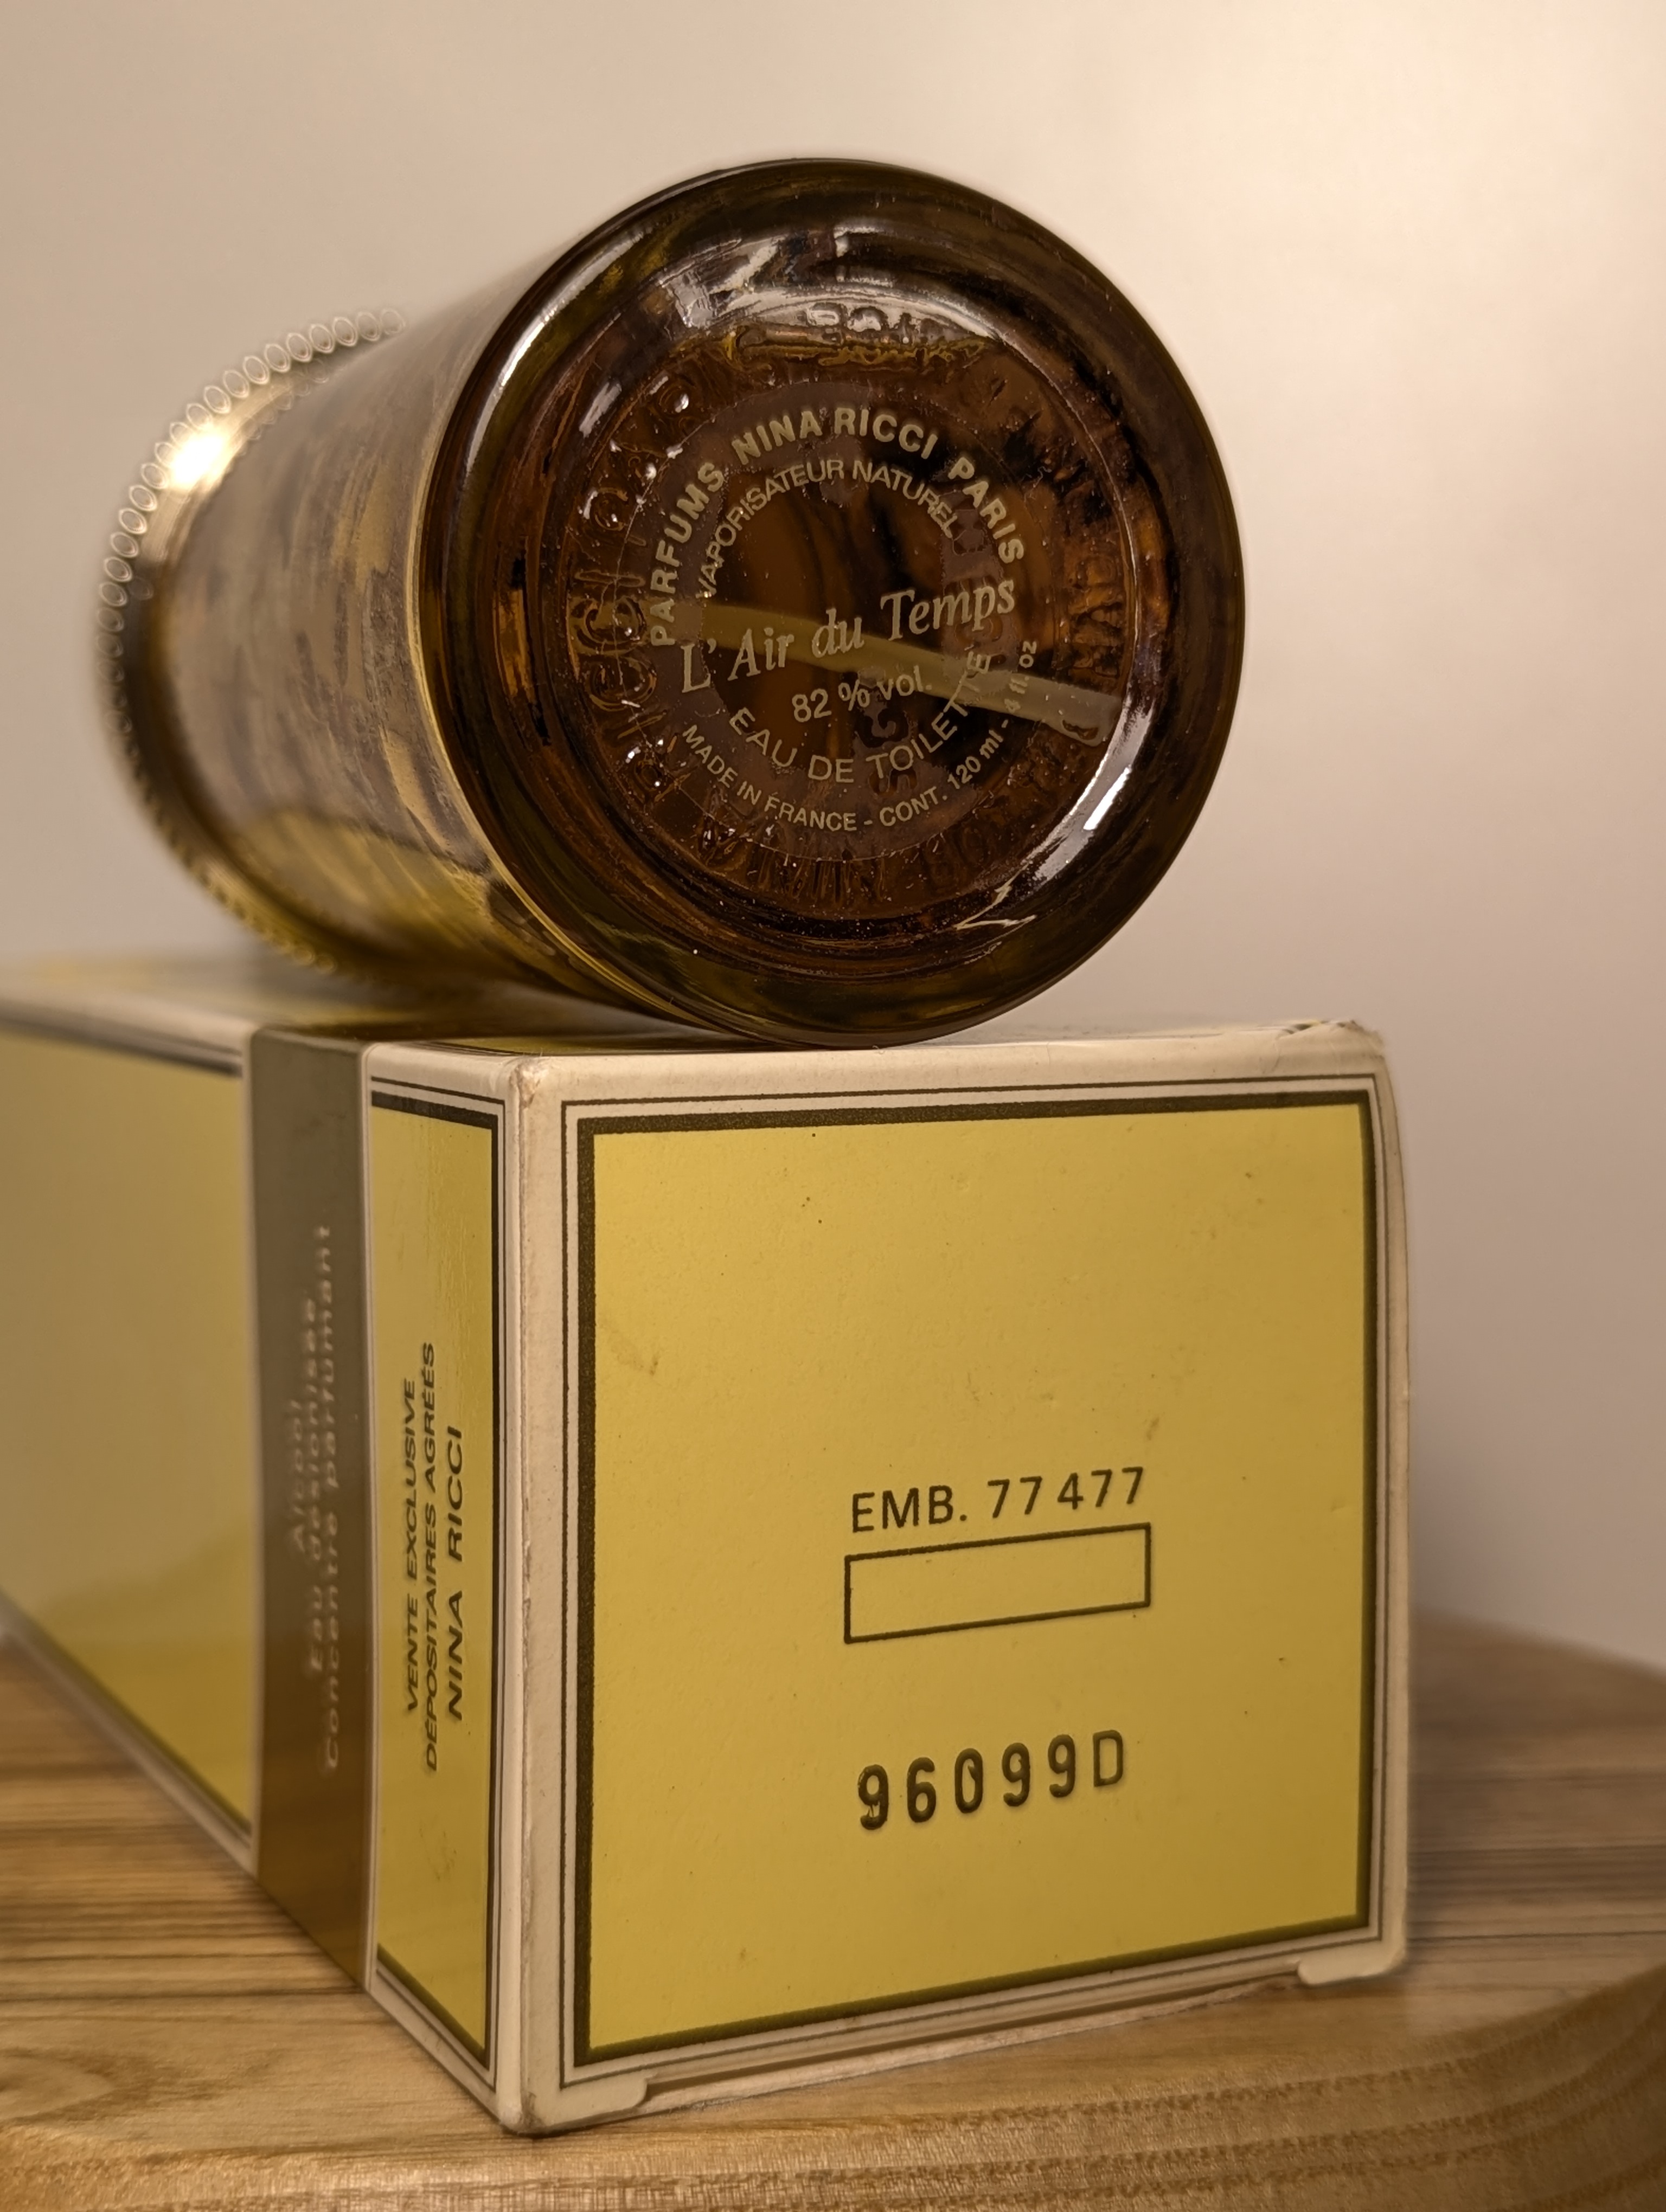 PARFUMS NINA RICCI PARIS
VAPORISATEUR NATUREL
L'Air du Temps
82 % vol.
EAU DE TOILETTE
MADE IN FRANCE - CONT. 120 ml - 4 fl. oz
Alcool
Eau déionisée
Concentré parfumant
VENTE EXCLUSIVE
DÉPOSITAIRES AGRÉÉS
NINA RICCI
EMB. 77477
96099D